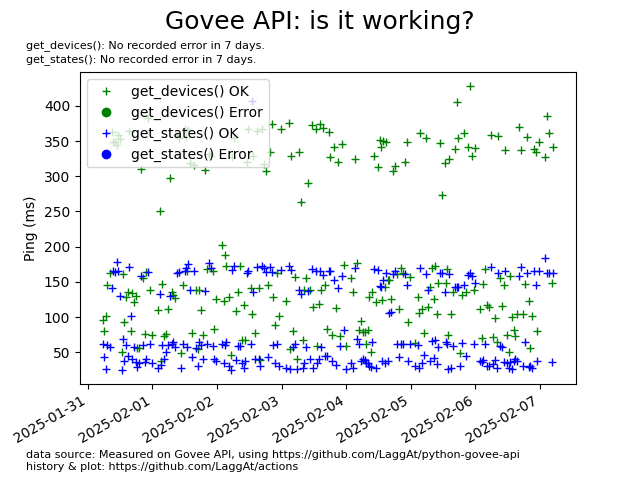 Govee API: is it working?
get_devices(): No recorded error in 7 days.
get_states(): No recorded error in 7 days.
get_devices() OK
get_devices() Error
get_states() OK
get_states() Error
Ping (ms)
400
350
300
250
200
150
100
50
2025-01-31
2025-02-01
2025-02-02
2025-02-03
2025-02-04
2025-02-05
2025-02-06
2025-02-07
data source: Measured on Govee API, using https://github.com/LaggAt/python-govee-api
history & plot: https://github.com/LaggAt/actions